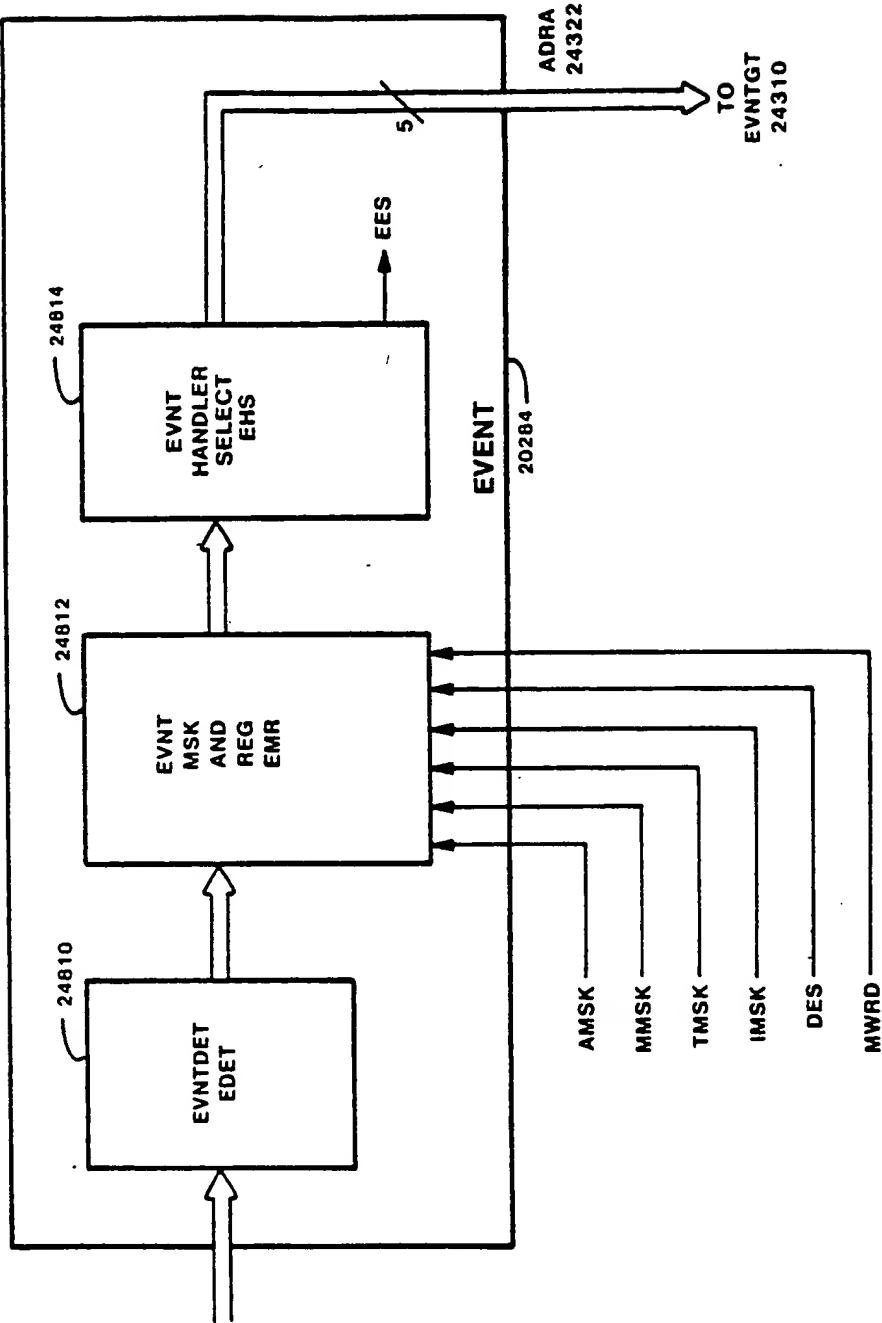 24810
EVNTDET
EDET
24812
EVNT
MSK
AND
REG
EMR
24814
EVNT
HANDLER
SELECT
EHS
EES
5
ADRA
24322
TO
EVNTGT
24310
EVENT
20284
AMSK
MMSK
TMSK
IMSK
DES
MWRD